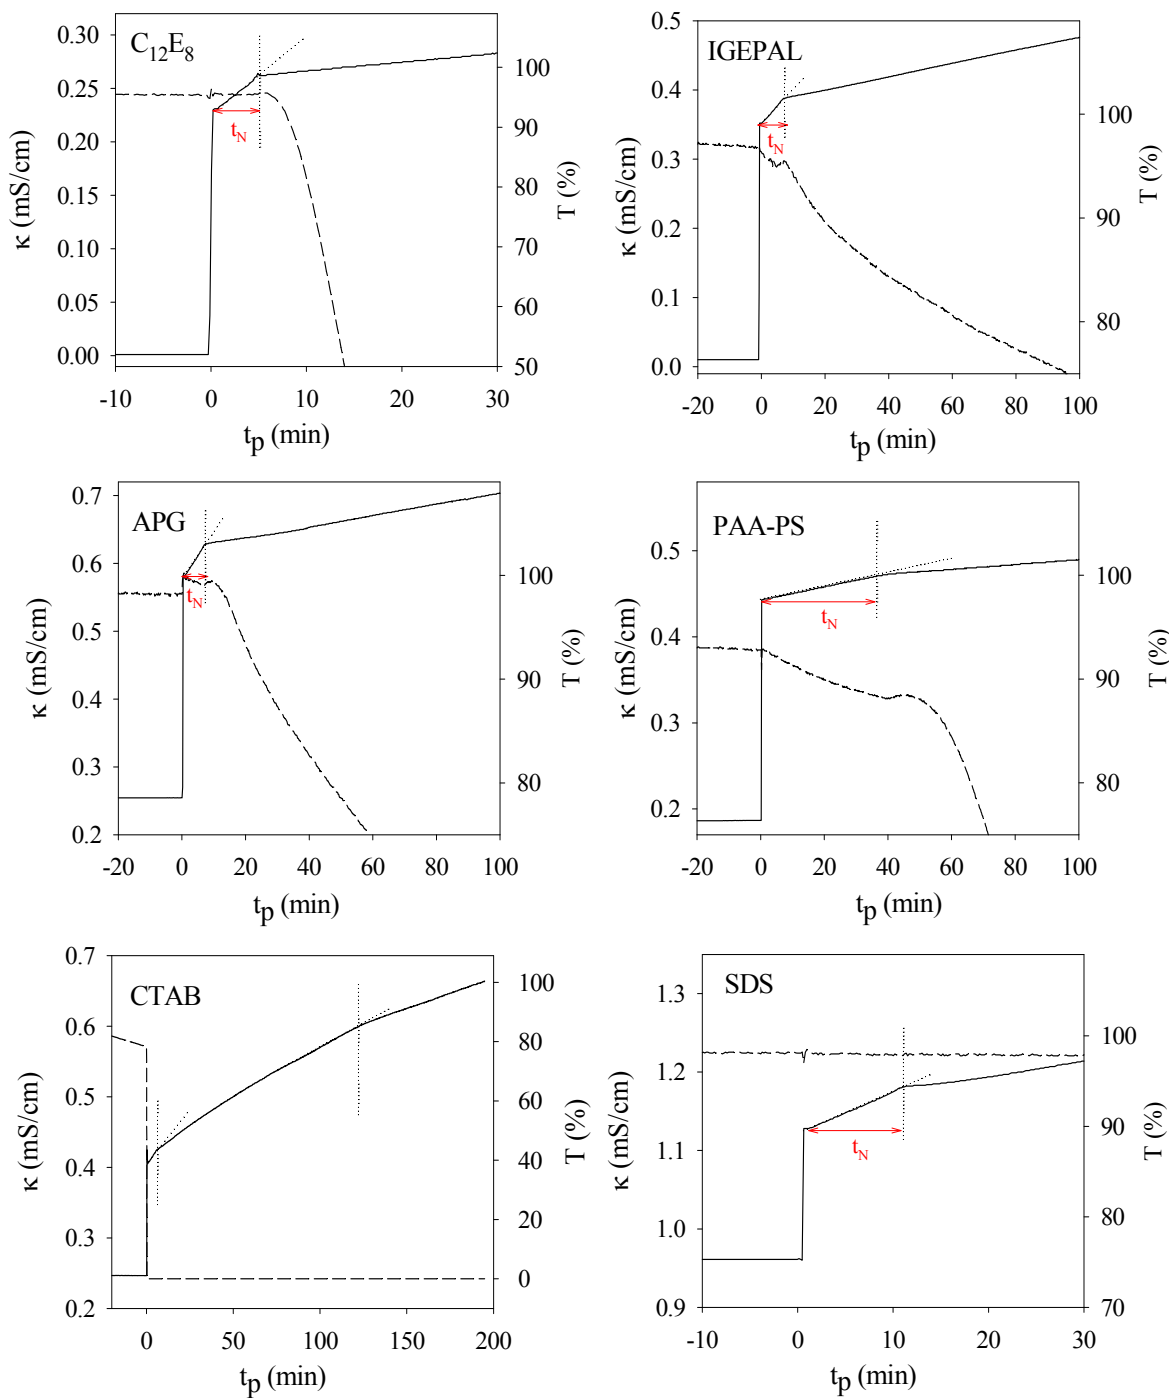 C12E8
κ (mS/cm)
0.30
0.25
0.20
0.15
0.10
0.05
0.00
tN
100
90
80
70
60
50
T (%)
-10 0 10 20 30
tp (min)
IGEPAL
κ (mS/cm)
0.5
0.4
0.3
0.2
0.1
0.0
tN
100
90
80
T (%)
-20 0 20 40 60 80 100
tp (min)
APG
κ (mS/cm)
0.7
0.6
0.5
0.4
0.3
0.2
tN
100
90
80
T (%)
-20 0 20 40 60 80 100
tp (min)
PAA-PS
κ (mS/cm)
0.5
0.4
0.3
0.2
tN
100
90
80
T (%)
-20 0 20 40 60 80 100
tp (min)
CTAB
κ (mS/cm)
0.7
0.6
0.5
0.4
0.3
0.2
100
80
60
40
20
0
T (%)
0 50 100 150 200
tp (min)
SDS
κ (mS/cm)
1.3
1.2
1.1
1.0
0.9
tN
100
90
80
70
T (%)
-10 0 10 20 30
tp (min)